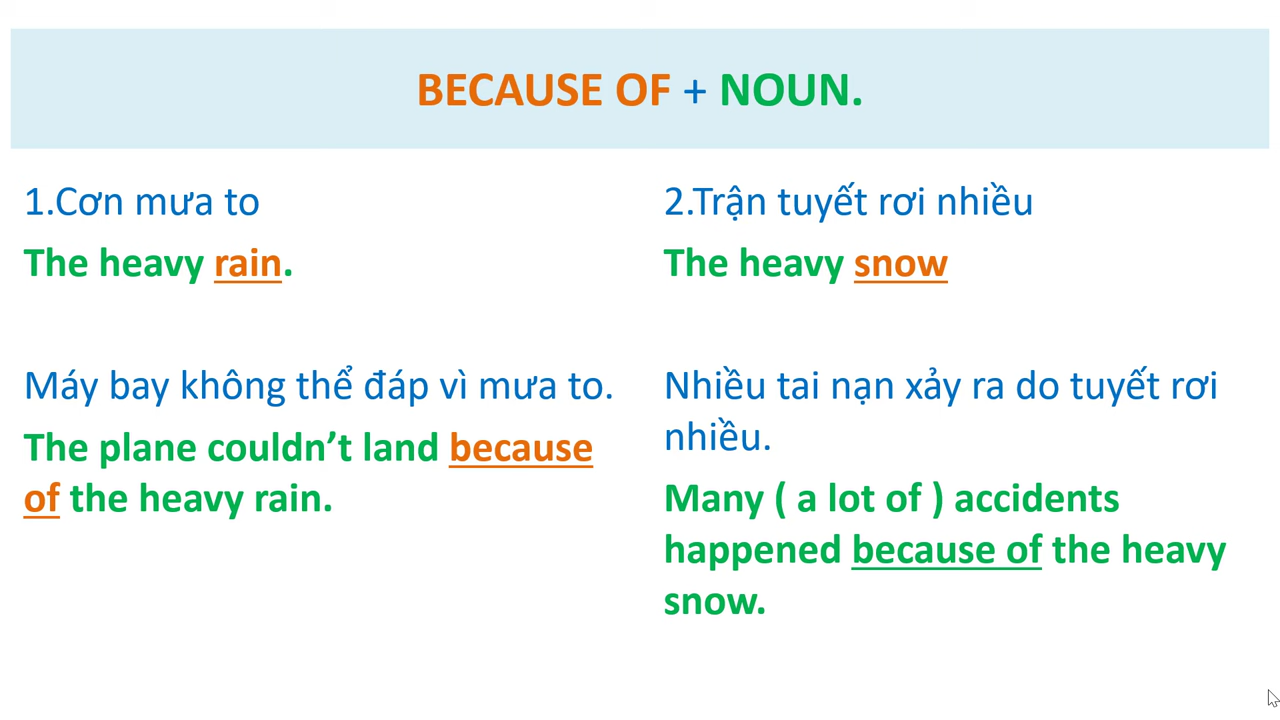 BECAUSE OF + NOUN.
1.Cơn mưa to
The heavy rain.
Máy bay không thể đáp vì mưa to.
The plane couldn’t land because
of the heavy rain.
2.Trận tuyết rơi nhiều
The heavy snow
Nhiều tai nạn xảy ra do tuyết rơi
nhiều.
Many ( a lot of ) accidents
happened because of the heavy
snow.